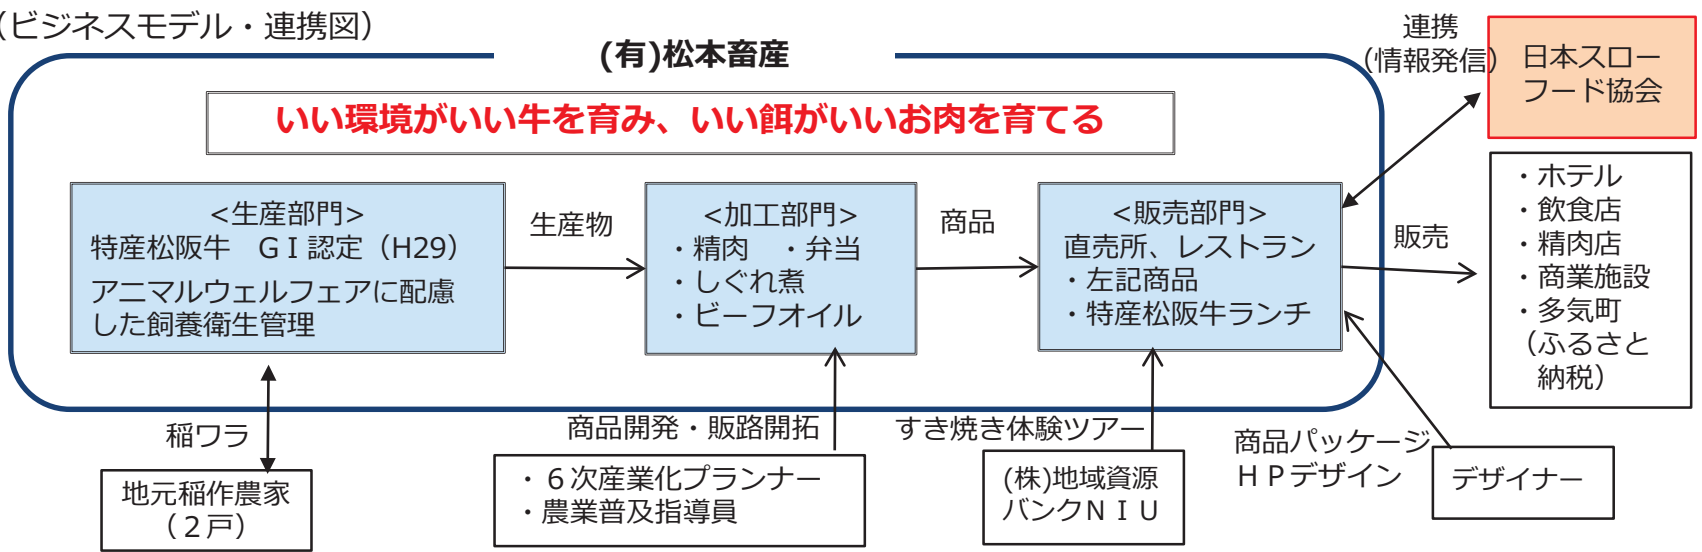 （ビジネスモデル・連携図）
(有)松本畜産
いい環境がいい牛を育み、いい餌がいいお肉を育てる
<生産部門>
特産松阪牛　ＧＩ認定（H29）
アニマルウェルフェアに配慮
した飼養衛生管理
生産物
<加工部門>
・精肉　・弁当
・しぐれ煮
・ビーフオイル
商品
<販売部門>
直売所、レストラン
・左記商品
・特産松阪牛ランチ
連携
（情報発信）
日本スロー
フード協会
販売
・ホテル
・飲食店
・精肉店
・商業施設
・多気町
（ふるさと
納税）
稲ワラ
地元稲作農家
（２戸）
商品開発・販路開拓
・６次産業化プランナー
・農業普及指導員
すき焼き体験ツアー
(株)地域資源
バンクＮＩＵ
商品パッケージ
ＨＰデザイン
デザイナー